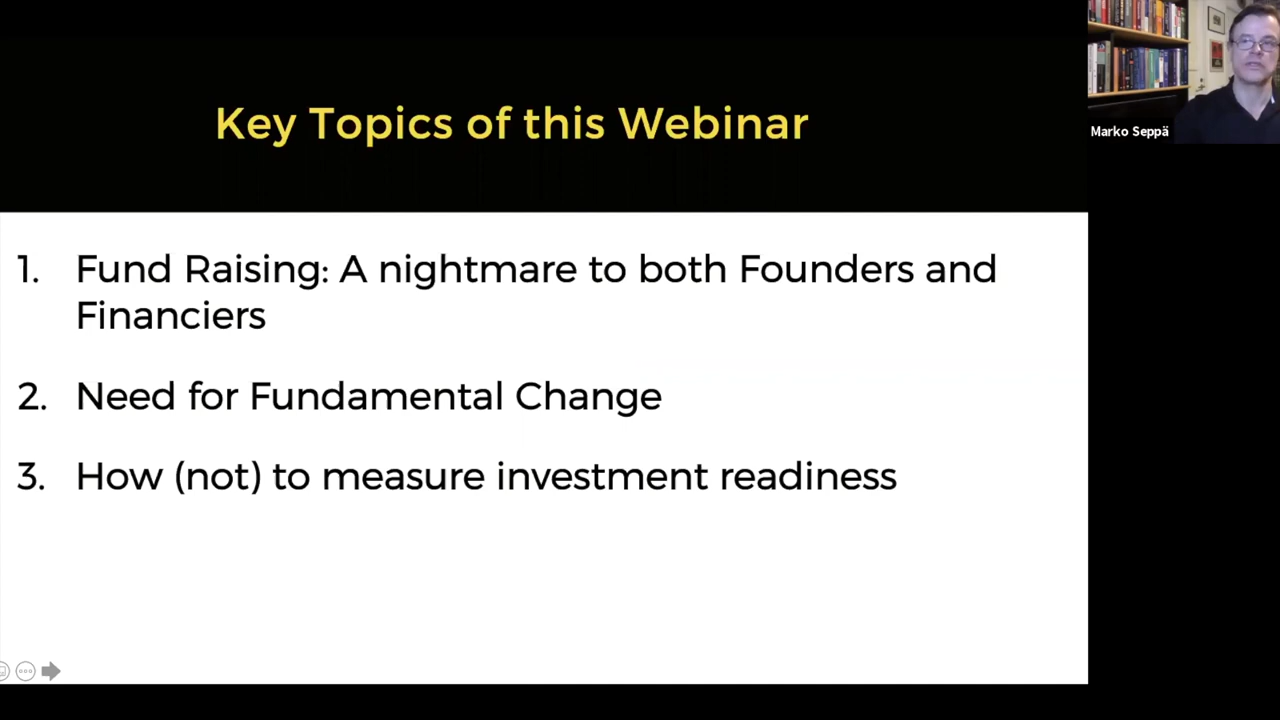 Key Topics of this Webinar
Marko Seppä
1. Fund Raising: A nightmare to both Founders and
Financiers
2. Need for Fundamental Change
3. How (not) to measure investment readiness